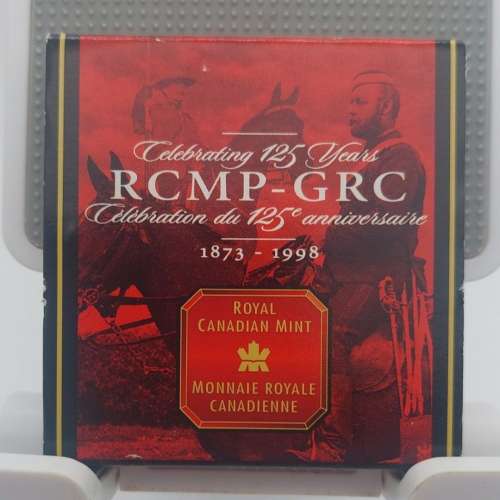 Celebrating 125 Years
RCMP-GRC
Célébration du 125e anniversaire
1873 - 1998
ROYAL
CANADIAN MINT
MONNAIE ROYALE
CANADIENNE